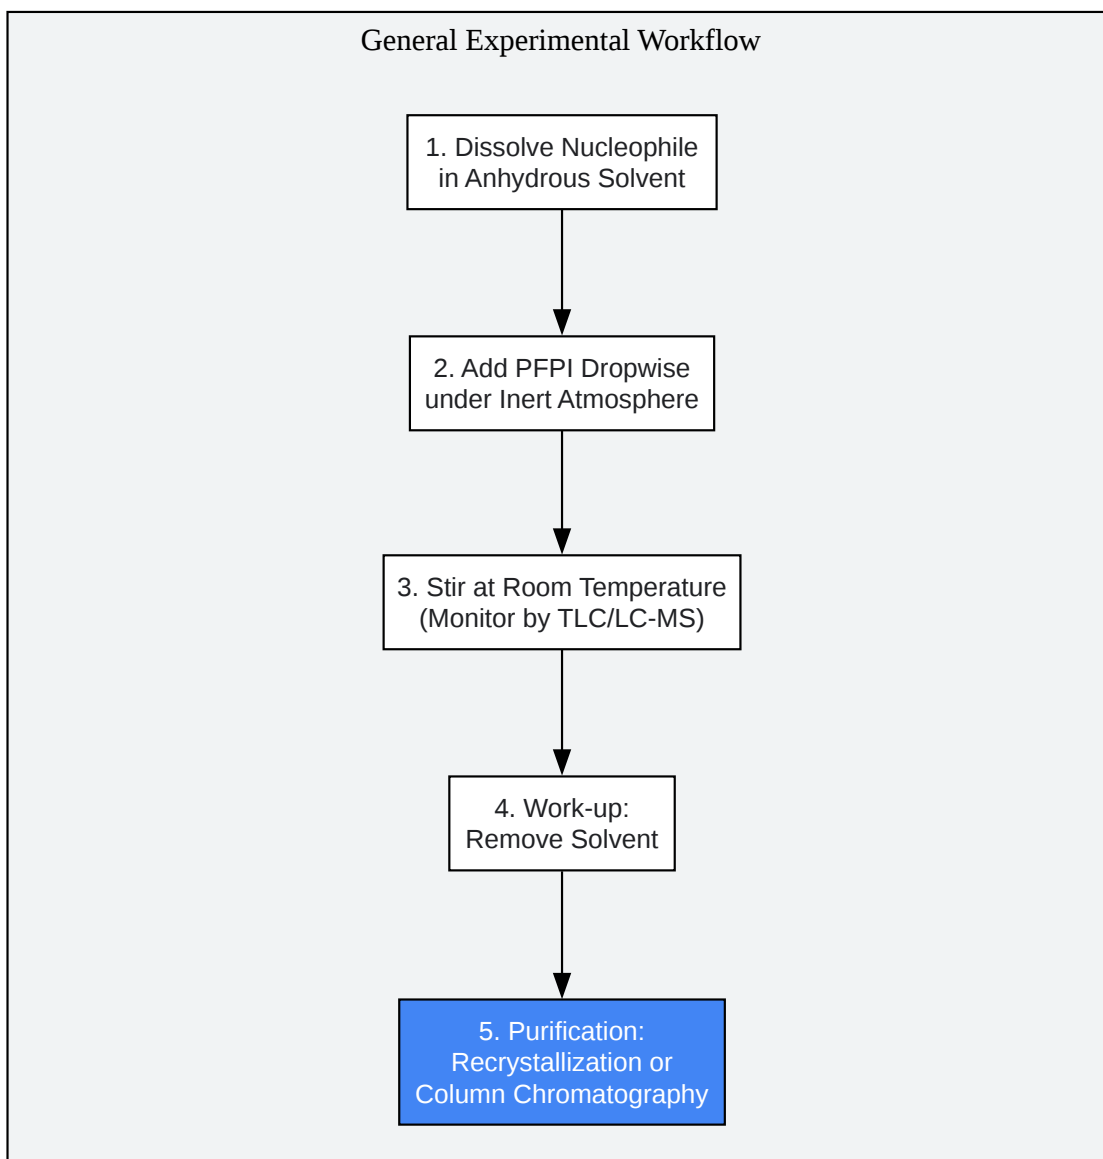 General Experimental Workflow
1. Dissolve Nucleophile
in Anhydrous Solvent
2. Add PFPI Dropwise
under Inert Atmosphere
3. Stir at Room Temperature
(Monitor by TLC/LC-MS)
4. Work-up:
Remove Solvent
5. Purification:
Recrystallization or
Column Chromatography